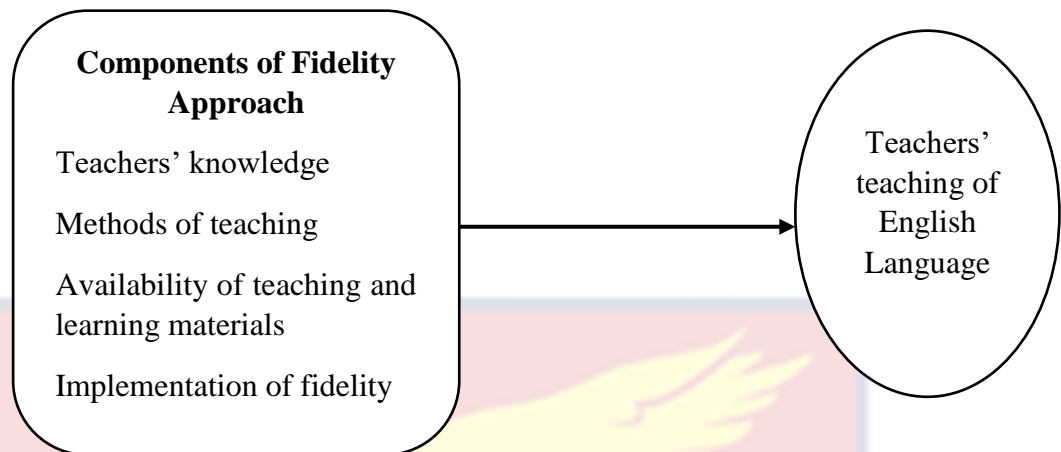 Components of Fidelity
Approach
Teachers’ knowledge
Methods of teaching
Availability of teaching and
learning materials
Implementation of fidelity
Teachers’
teaching of
English
Language